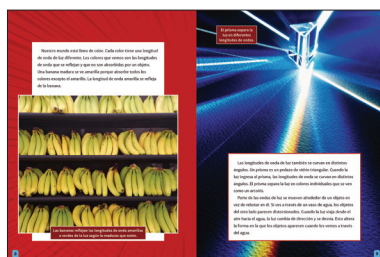 Nuestro mundo está lleno de color. Cada color tiene una longitud
de onda de luz diferente. Los colores que vemos son las longitudes
de onda que se reflejan y que no son absorbidas por un objeto.
Una banana madura se ve amarilla porque absorbe todos los
colores excepto el amarillo. La longitud de onda amarilla se refleja
de la banana.
Las bananas reflejan las longitudes de onda amarillas
o verdes de la luz según lo maduras que estén.
El prisma separa la
luz en diferentes
longitudes de ondas.
Las longitudes de onda de luz también se curvan en distintos
ángulos. Un prisma es un pedazo de vidrio triangular. Cuando la
luz ingresa al prisma, las longitudes de onda se curvan en distintos
ángulos. El prisma separa la luz en colores individuales que se ven
como un arcoíris.
Parte de las ondas de luz se mueven alrededor de un objeto en
vez de rebotar en él. Si ves a través de un vaso de agua, los objetos
del otro lado parecen distorsionados. Cuando la luz viaja desde el
aire hacia el agua, la luz cambia de dirección y se desvía. Esto altera
la forma en la que los objetos aparecen cuando los vemos a través
del agua.